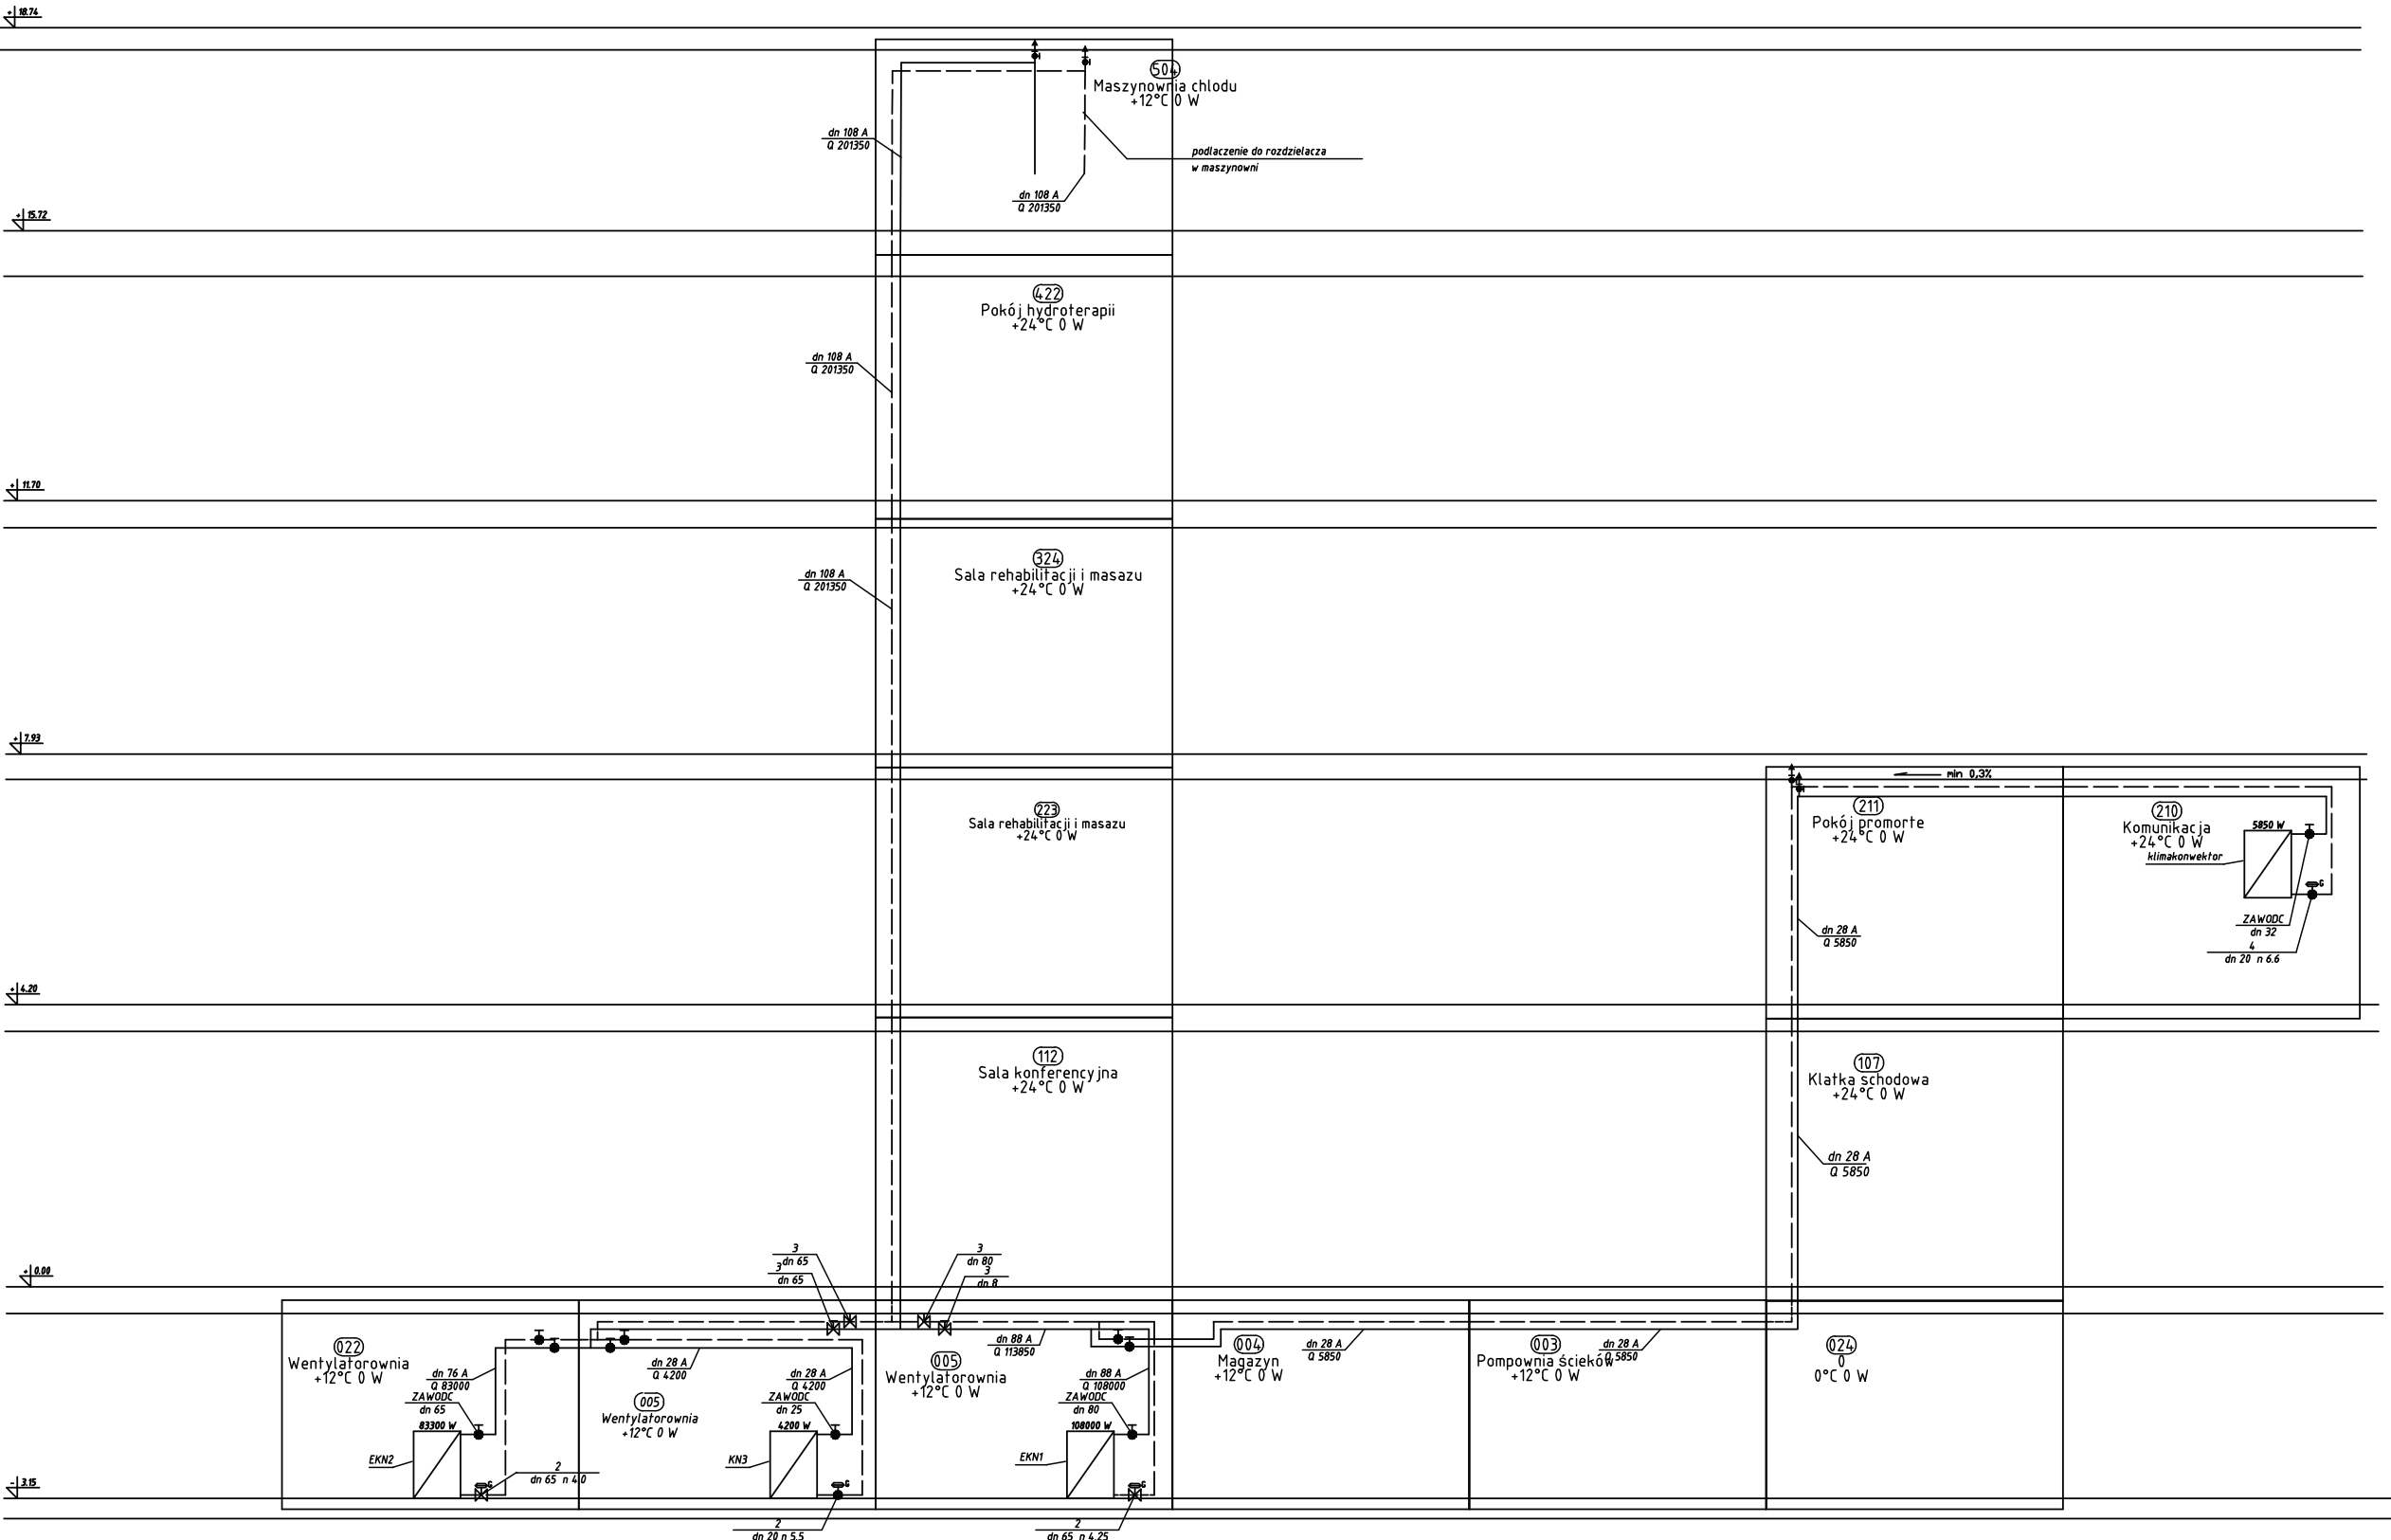 + 18.74
504
Maszynownia chlodu
+12°C 0 W
dn 108 A
Q 201350
podlaczenie do rozdzielacza
w maszynowni
dn 108 A
Q 201350
+ 15.72
422
Pokój hydroterapii
+24°C 0 W
dn 108 A
Q 201350
+ 11.70
324
Sala rehabilitacji i masazu
+24°C 0 W
dn 108 A
Q 201350
+ 7.93
min 0,3%
223
Sala rehabilitacji i masazu
+24°C 0 W
211
Pokój promorte
+24°C 0 W
210
Komunikacja
+24°C 0 W
5850 W
klimakonwektor
G
ZAWODC
dn 32
4
dn 20 n 6.6
dn 28 A
Q 5850
+ 4.20
112
Sala konferencyjna
+24°C 0 W
107
Klatka schodowa
+24°C 0 W
dn 28 A
Q 5850
3
dn 65
3
dn 65
3
dn 80
3
dn 8
+ 0.00
022
Wentylatorownia
+12°C 0 W
dn 76 A
Q 83000
ZAWODC
dn 65
83300 W
EKN2
G
2
dn 65 n 4.0
dn 28 A
Q 4200
005
Wentylatorownia
+12°C 0 W
dn 28 A
Q 4200
ZAWODC
dn 25
4200 W
KN3
G
2
dn 20 n 5.5
005
Wentylatorownia
+12°C 0 W
dn 88 A
Q 113850
dn 88 A
Q 108000
ZAWODC
dn 80
108000 W
EKN1
G
2
dn 65 n 4.25
004
Magazyn
+12°C 0 W
dn 28 A
Q 5850
003
Pompownia ścieków
+12°C 0 W
dn 28 A
Q 5850
024
0
0°C 0 W
- 3.15